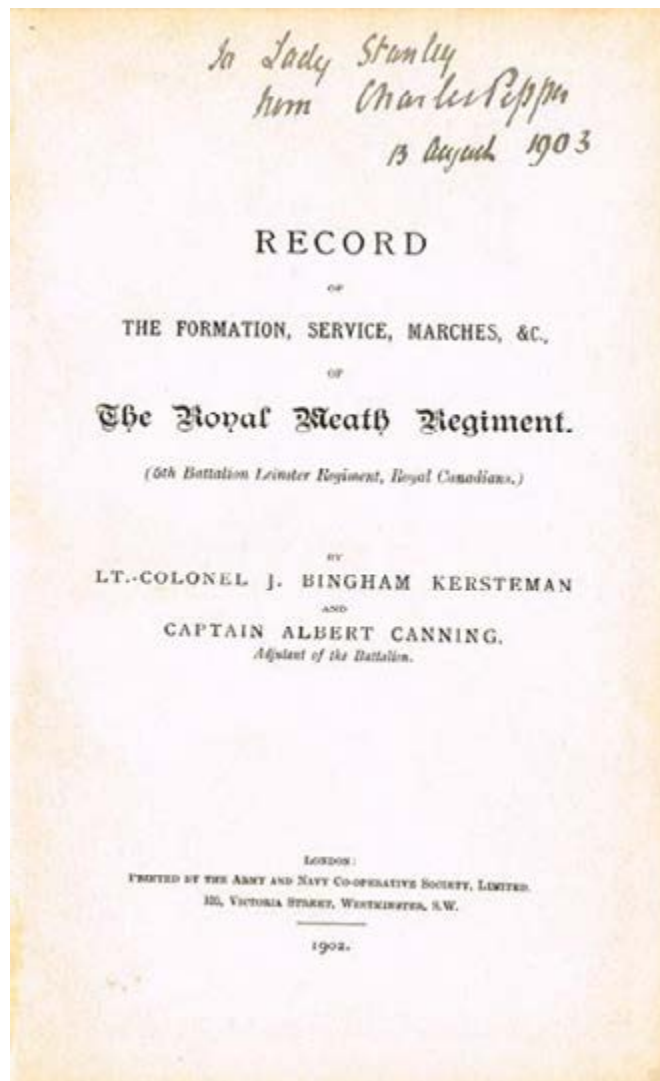 To Lady Stanley
from Charles Pepper
13 August 1903
RECORD
OF
THE FORMATION, SERVICE, MARCHES, &C.,
OF
The Royal Meath Regiment.
(5th Battalion Leinster Regiment, Royal Canadians.)
BY
LT.-COLONEL J. BINGHAM KERSTEMAN
AND
CAPTAIN ALBERT CANNING.
Adjutant of the Battalion.
LONDON:
PRINTED BY THE ARMY AND NAVY CO-OPERATIVE SOCIETY, LIMITED.
VICTORIA STREET, WESTMINSTER, S.W.
1902.